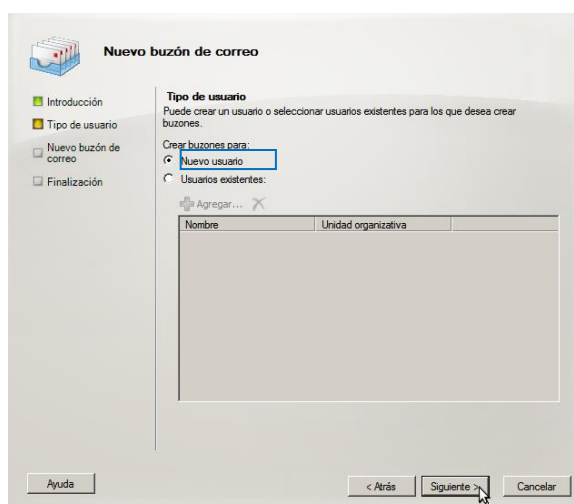 Nuevo buzón de correo
Introducción
Tipo de usuario
Nuevo buzón de
correo
Finalización
Tipo de usuario
Puede crear un usuario o seleccionar usuarios existentes para los que desea crear
buzones.
Crear buzones para:
Nuevo usuario
Usuarios existentes:
Agregar...
Nombre
Unidad organizativa
Ayuda
< Atrás
Siguiente >
Cancelar